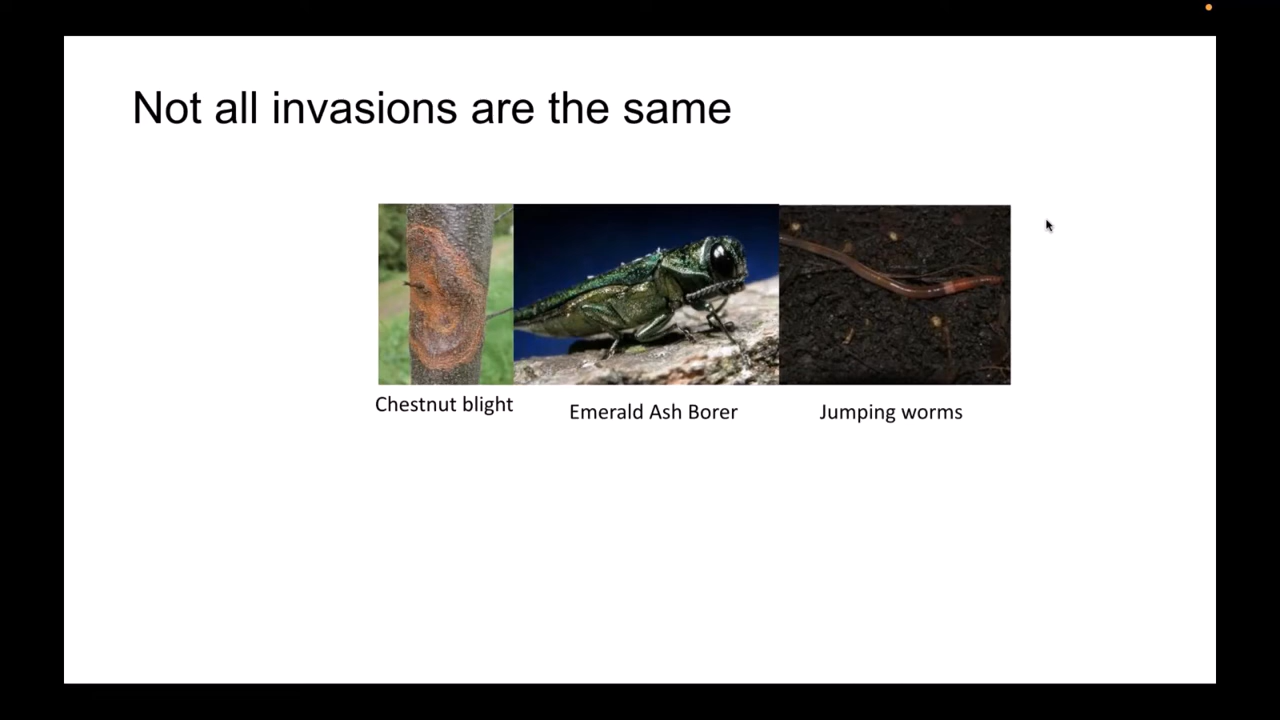 Not all invasions are the same
Chestnut blight
Emerald Ash Borer
Jumping worms